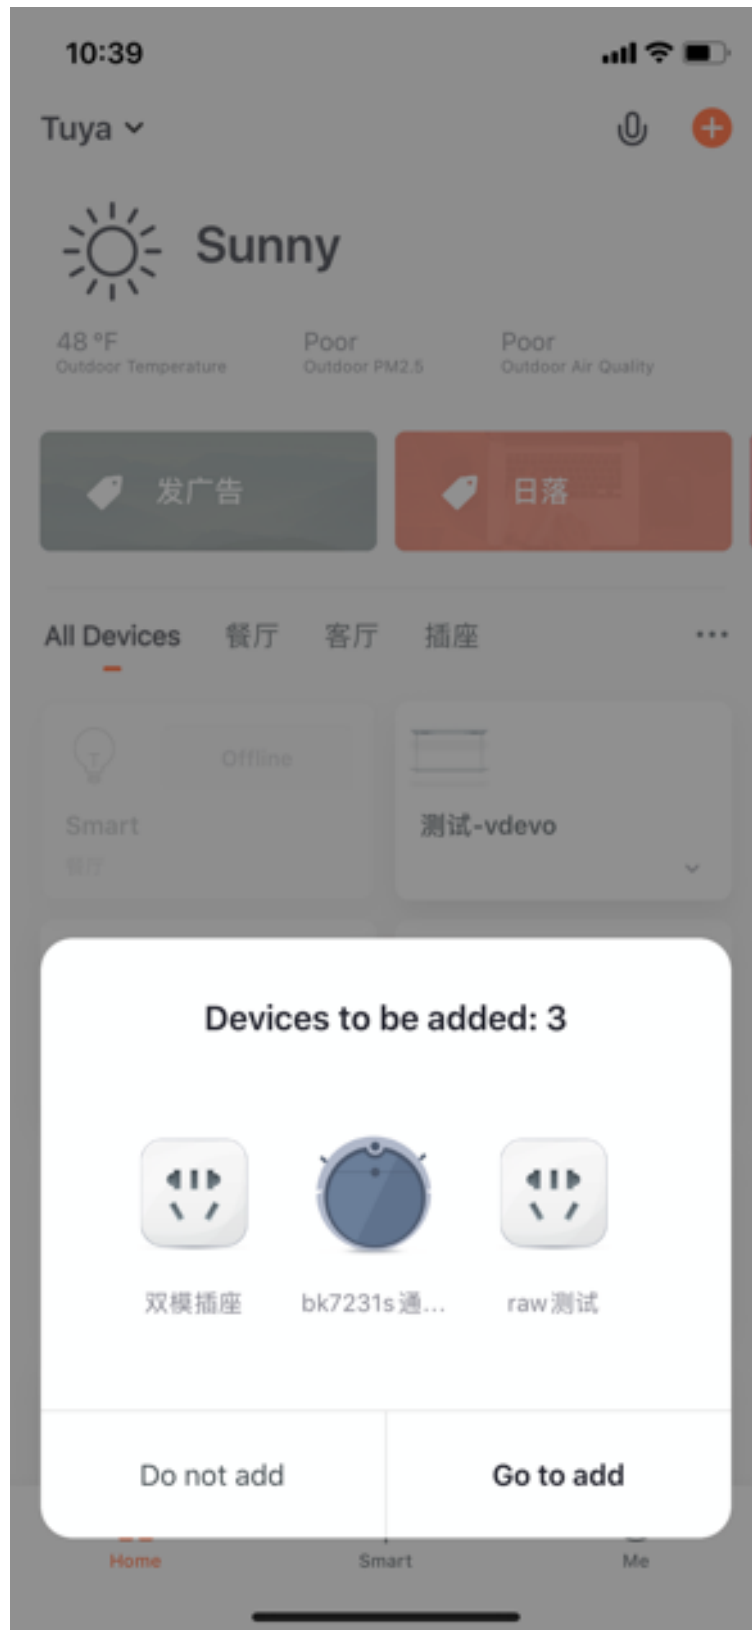 10:39
Tuya
Sunny
48 °F Poor Poor
Outdoor Temperature Outdoor PM2.5 Outdoor Air Quality
发广告 日落
All Devices 餐厅 客厅 插座
Offline
Smart 测试-vdevo
餐厅
Devices to be added: 3
双模插座 bk7231s通... raw测试
Do not add Go to add
Home Smart Me